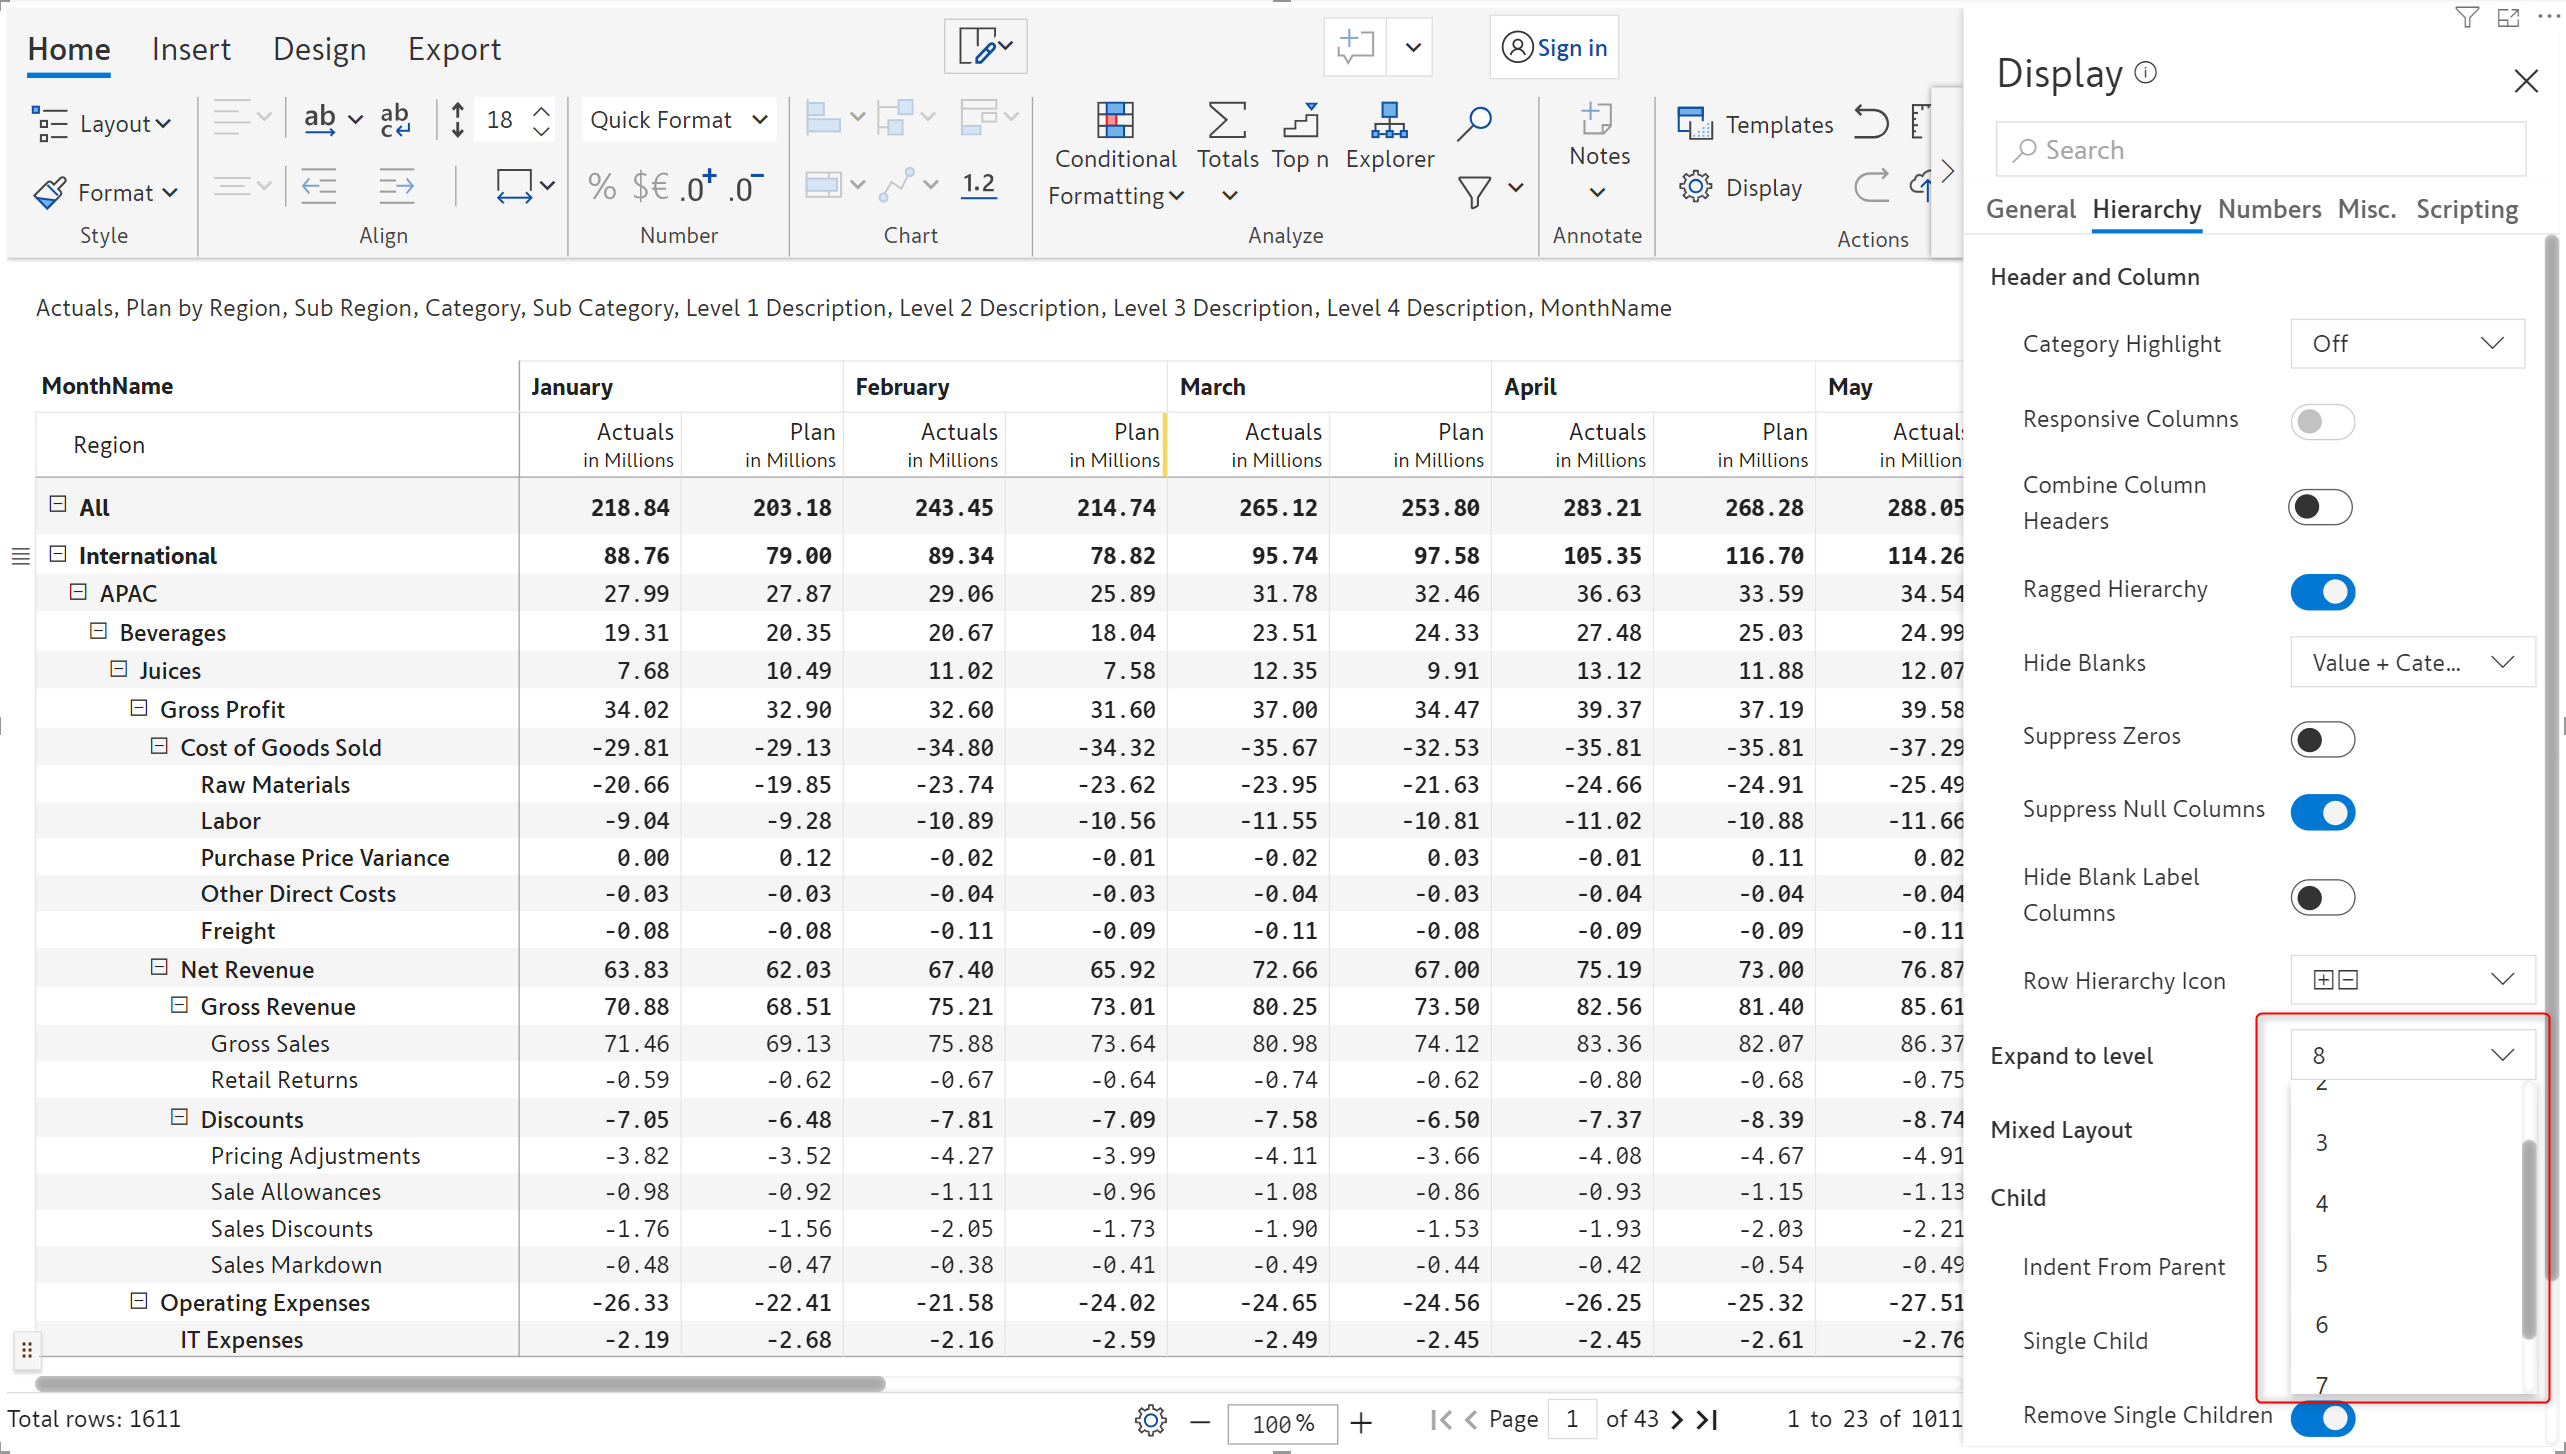 Home Insert Design Export Sign in
Layout ab ab c 18 Quick Format Conditional Formatting Totals Top n Explorer Notes Templates
Format % $€ .0+ .0- 1.2 Display
Style Align Number Chart Analyze Annotate Actions
Actuals, Plan by Region, Sub Region, Category, Sub Category, Level 1 Description, Level 2 Description, Level 3 Description, Level 4 Description, MonthName
MonthName January February March April May
Region Actuals Plan Actuals Plan Actuals Plan Actuals Plan Actuals
in Millions in Millions in Millions in Millions in Millions in Millions in Millions in Millions in Millions
All 218.84 203.18 243.45 214.74 265.12 253.80 283.21 268.28 288.05
International 88.76 79.00 89.34 78.82 95.74 97.58 105.35 116.70 114.26
APAC 27.99 27.87 29.06 25.89 31.78 32.46 36.63 33.59 34.54
Beverages 19.31 20.35 20.67 18.04 23.51 24.33 27.48 25.03 24.99
Juices 7.68 10.49 11.02 7.58 12.35 9.91 13.12 11.88 12.07
Gross Profit 34.02 32.90 32.60 31.60 37.00 34.47 39.37 37.19 39.58
Cost of Goods Sold -29.81 -29.13 -34.80 -34.32 -35.67 -32.53 -35.81 -35.81 -37.29
Raw Materials -20.66 -19.85 -23.74 -23.62 -23.95 -21.63 -24.66 -24.91 -25.49
Labor -9.04 -9.28 -10.89 -10.56 -11.55 -10.81 -11.02 -10.88 -11.66
Purchase Price Variance 0.00 0.12 -0.02 -0.01 -0.02 0.03 -0.01 0.11 0.02
Other Direct Costs -0.03 -0.03 -0.04 -0.03 -0.04 -0.03 -0.04 -0.04 -0.04
Freight -0.08 -0.08 -0.11 -0.09 -0.11 -0.08 -0.09 -0.09 -0.11
Net Revenue 63.83 62.03 67.40 65.92 72.66 67.00 75.19 73.00 76.87
Gross Revenue 70.88 68.51 75.21 73.01 80.25 73.50 82.56 81.40 85.61
Gross Sales 71.46 69.13 75.88 73.64 80.98 74.12 83.36 82.07 86.37
Retail Returns -0.59 -0.62 -0.67 -0.64 -0.74 -0.62 -0.80 -0.68 -0.75
Discounts -7.05 -6.48 -7.81 -7.09 -7.58 -6.50 -7.37 -8.39 -8.74
Pricing Adjustments -3.82 -3.52 -4.27 -3.99 -4.11 -3.66 -4.08 -4.67 -4.91
Sale Allowances -0.98 -0.92 -1.11 -0.96 -1.08 -0.86 -0.93 -1.15 -1.13
Sales Discounts -1.76 -1.56 -2.05 -1.73 -1.90 -1.53 -1.93 -2.03 -2.21
Sales Markdown -0.48 -0.47 -0.38 -0.41 -0.49 -0.44 -0.42 -0.54 -0.49
Operating Expenses -26.33 -22.41 -21.58 -24.02 -24.65 -24.56 -26.25 -25.32 -27.51
IT Expenses -2.19 -2.68 -2.16 -2.59 -2.49 -2.45 -2.45 -2.61 -2.76
Total rows: 1611 100% Page 1 of 43 1 to 23 of 1011
Display
Search
General Hierarchy Numbers Misc. Scripting
Header and Column
Category Highlight Off
Responsive Columns
Combine Column
Headers
Ragged Hierarchy
Hide Blanks Value + Cate...
Suppress Zeros
Suppress Null Columns
Hide Blank Label
Columns
Row Hierarchy Icon
Expand to level 8
2
Mixed Layout 3
Child 4
Indent From Parent 5
Single Child 6
7
Remove Single Children